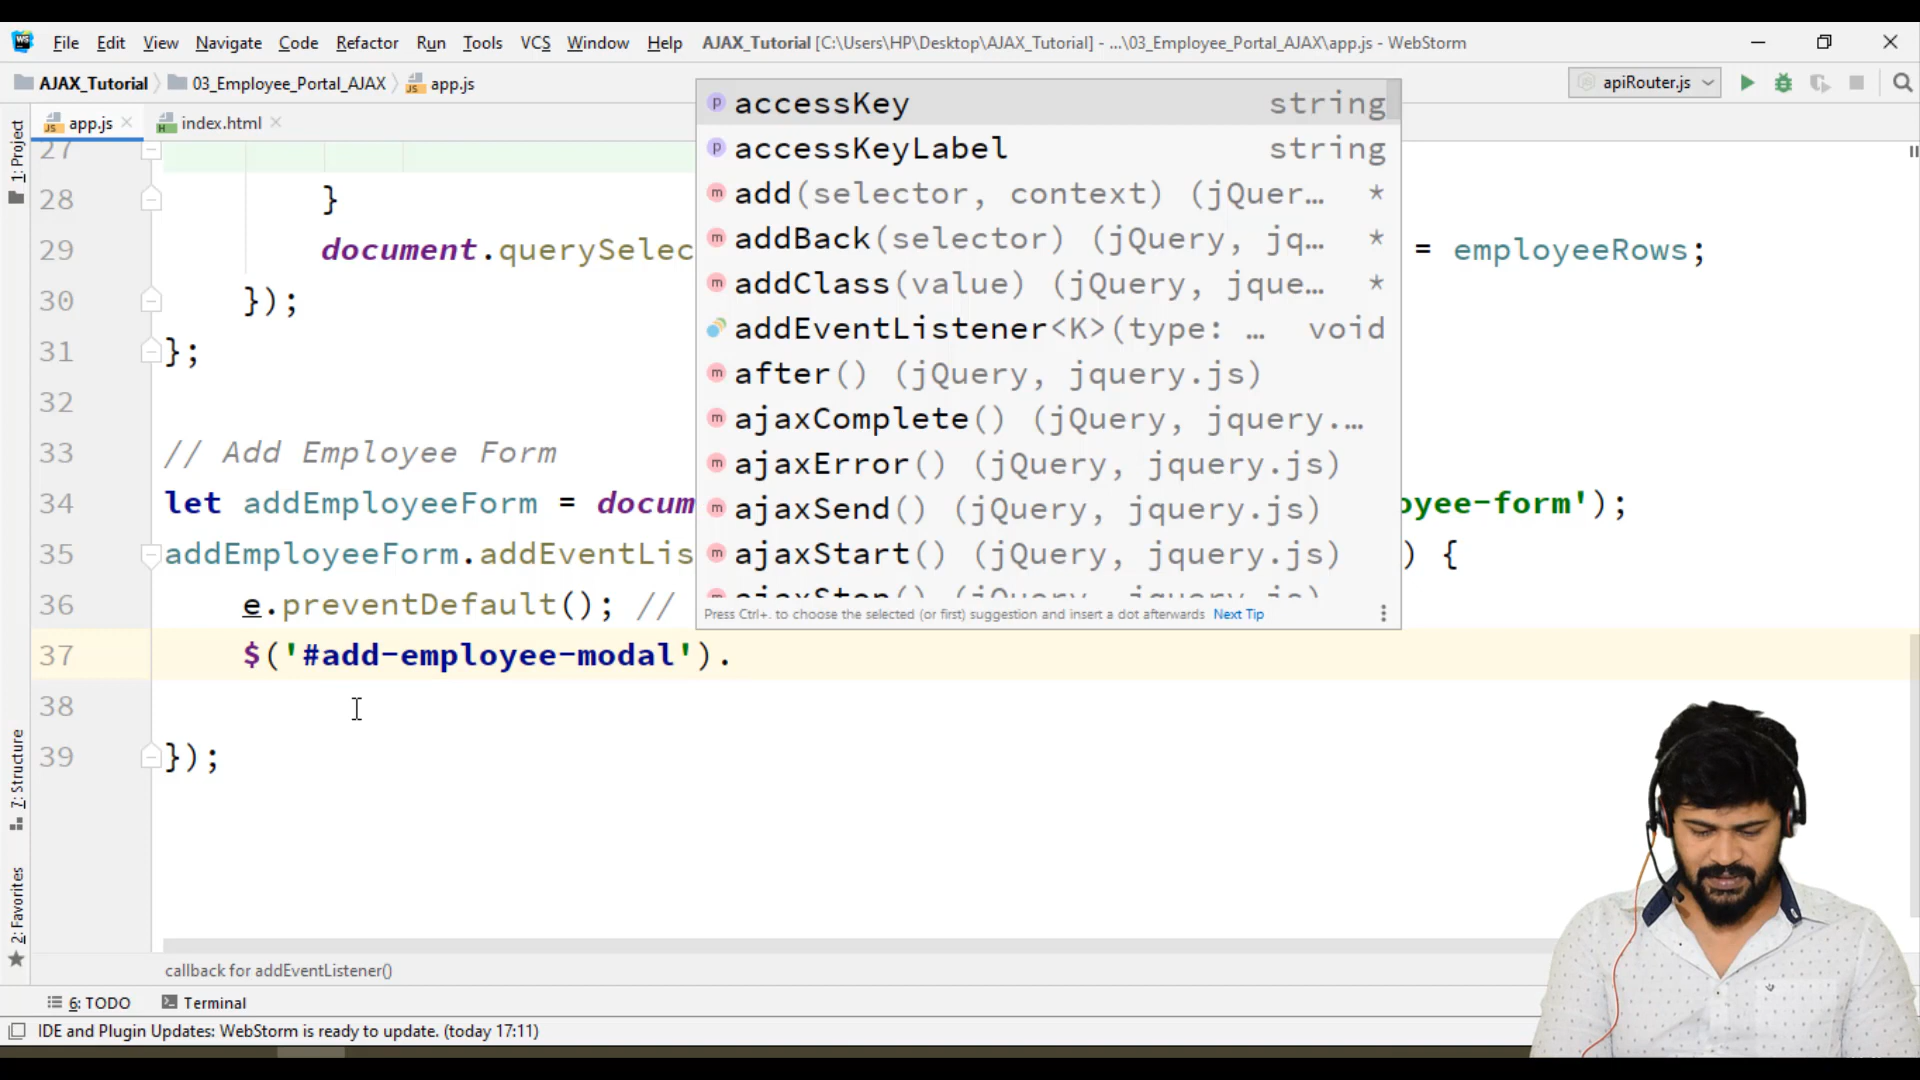 WS File Edit View Navigate Code Refactor Run Tools VCS Window Help AJAX_Tutorial [C:\Users\HP\Desktop\AJAX_Tutorial] - ...\03_Employee_Portal_AJAX\app.js - WebStorm
AJAX_Tutorial 03_Employee_Portal_AJAX app.js apiRouter.js
app.js index.html
1: Project
7: Structure
2: Favorites
27
28 }
29 document.querySelec = employeeRows;
30 });
31 };
32
33 // Add Employee Form
34 let addEmployeeForm = docum oyee-form');
35 addEmployeeForm.addEventLis ) {
36 e.preventDefault(); //
37 $('#add-employee-modal').
38
39 });
accessKey string
accessKeyLabel string
add(selector, context) (jQuer… *
addBack(selector) (jQuery, jq… *
addClass(value) (jQuery, jque… *
addEventListener<K>(type: … void
after() (jQuery, jquery.js)
ajaxComplete() (jQuery, jquery.…
ajaxError() (jQuery, jquery.js)
ajaxSend() (jQuery, jquery.js)
ajaxStart() (jQuery, jquery.js)
ajaxStop() (jQuery, jquery.js)
Press Ctrl+. to choose the selected (or first) suggestion and insert a dot afterwards Next Tip
callback for addEventListener()
6: TODO Terminal
IDE and Plugin Updates: WebStorm is ready to update. (today 17:11)